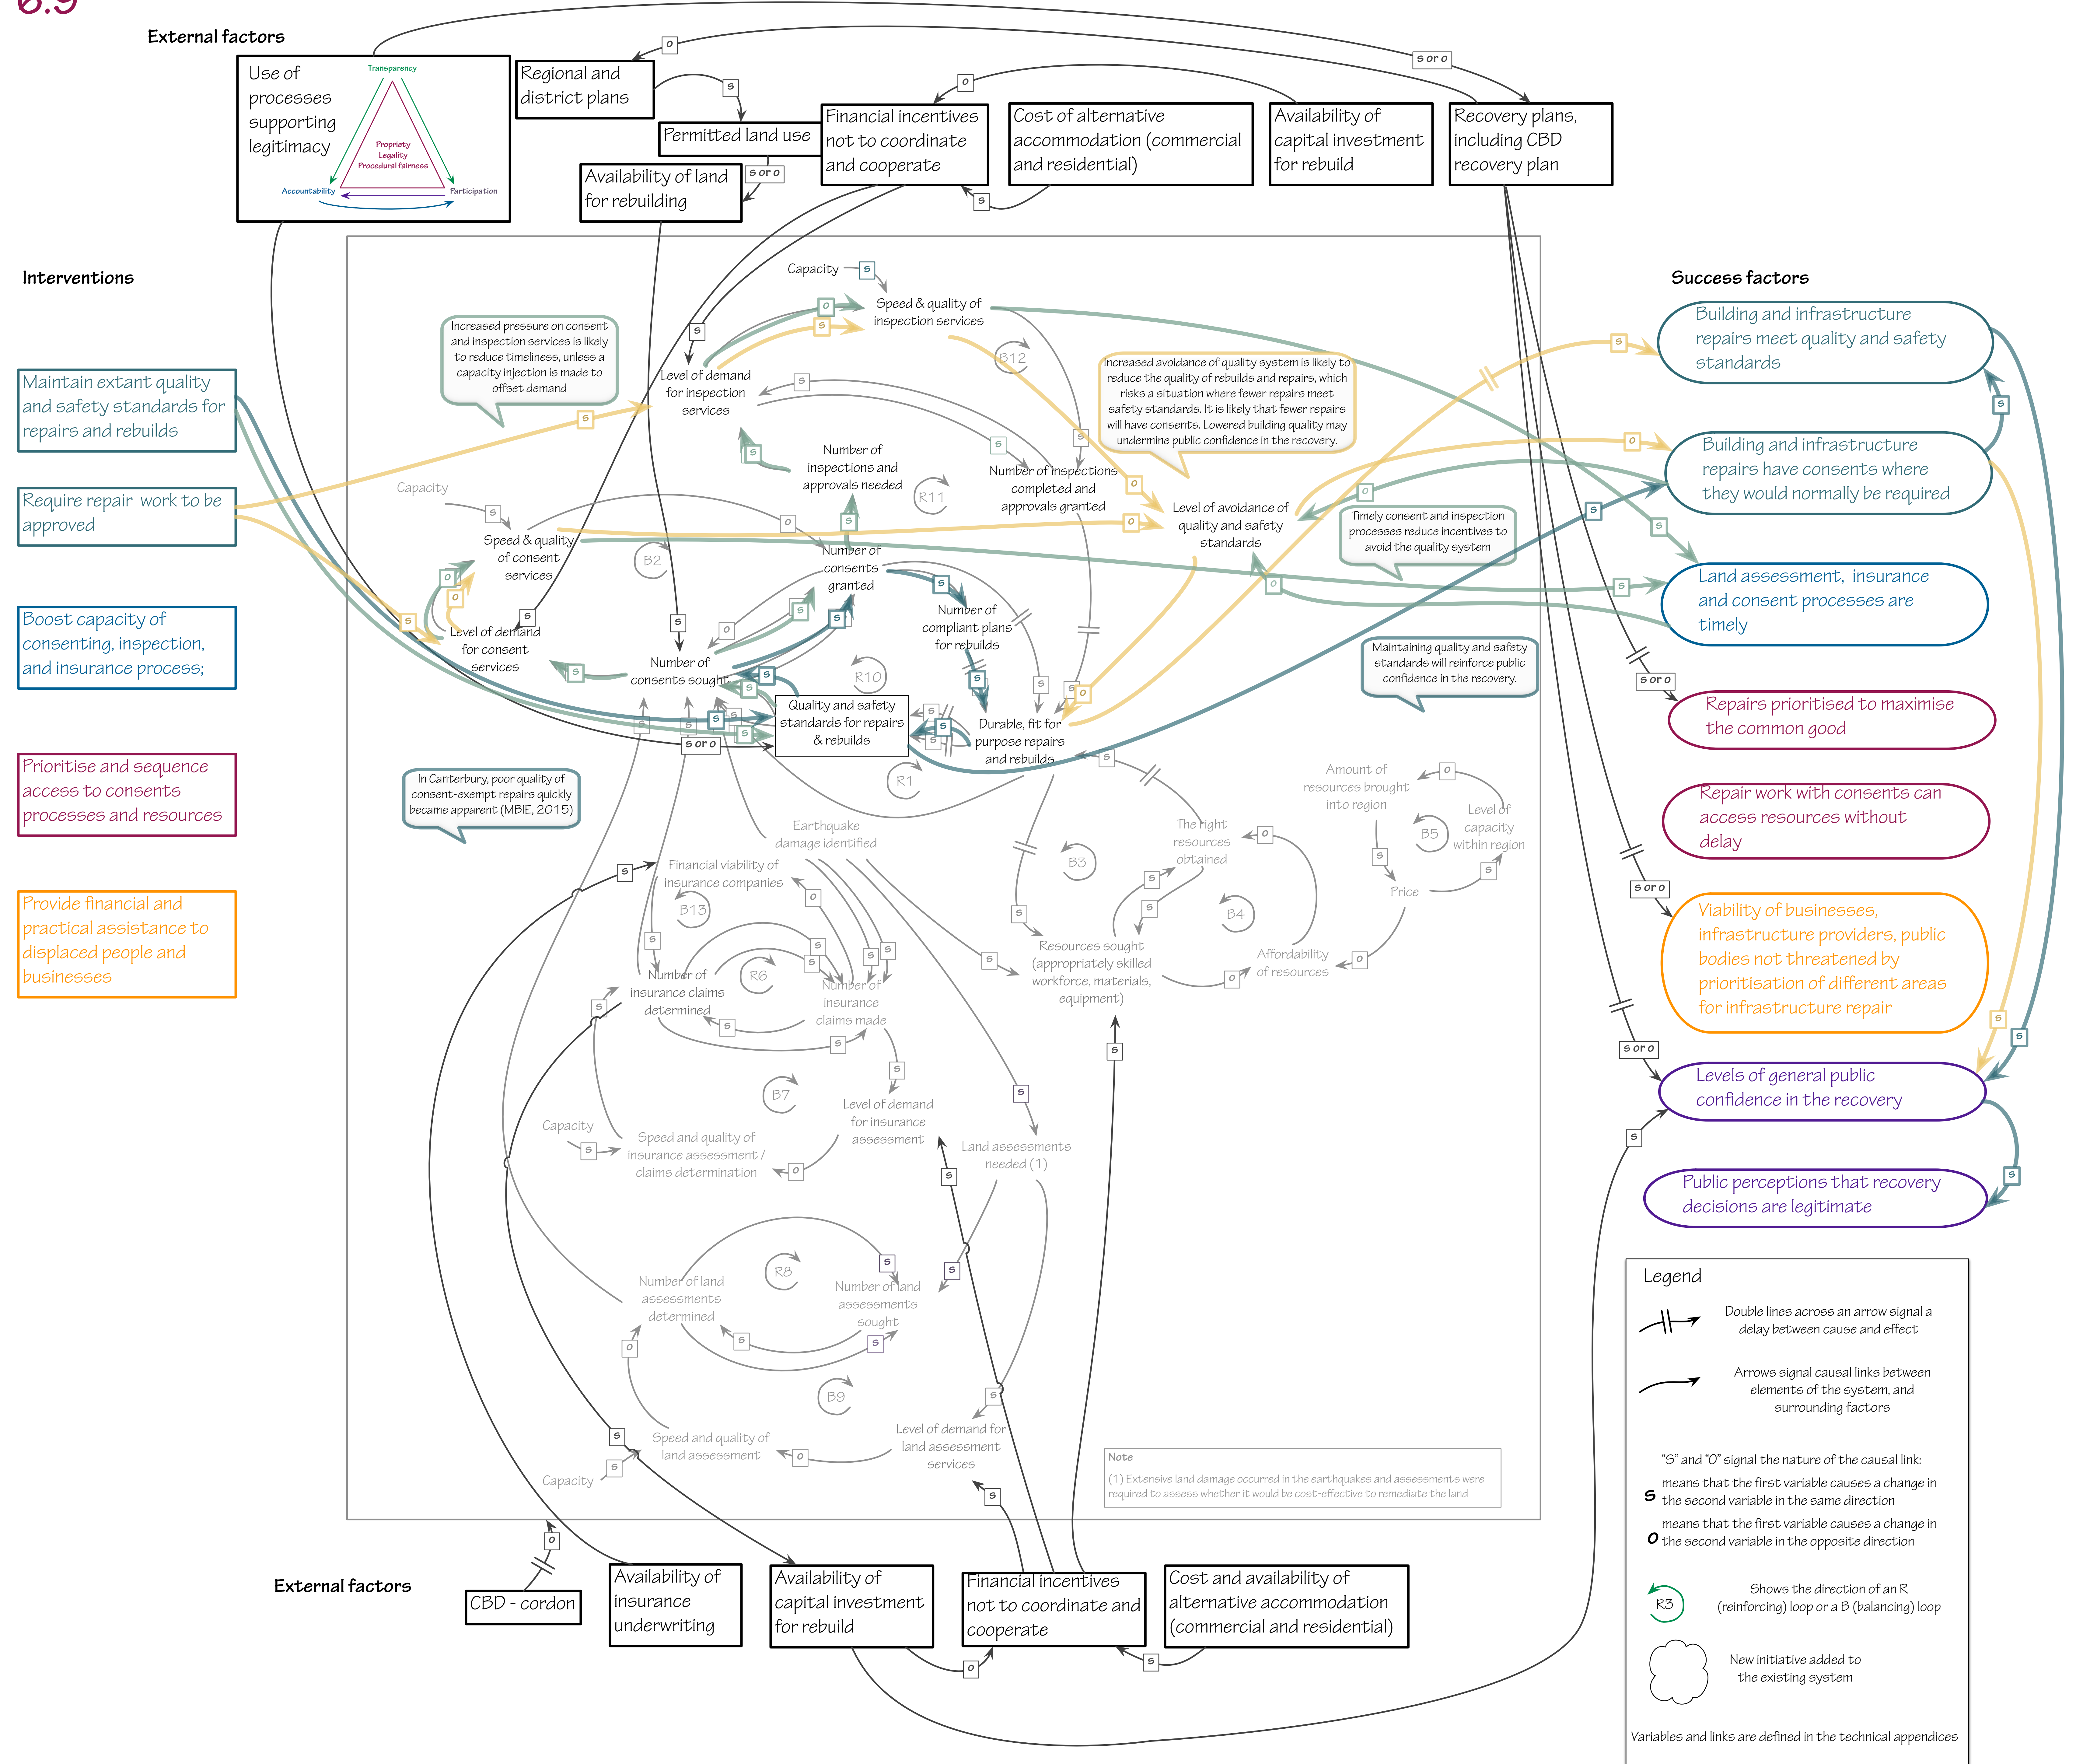 6.9
External factors
Use of
processes
supporting
legitimacy
Transparency
Propriety
Legality
Procedural fairness
Accountability
Participation
Regional and
district plans
Permitted land use
Availability of land
for rebuilding
Financial incentives
not to coordinate
and cooperate
Cost of alternative
accommodation (commercial
and residential)
Availability of
capital investment
for rebuild
Recovery plans,
including CBD
recovery plan
O
S
S or O
O
S
S or O
Interventions
Maintain extant quality
and safety standards for
repairs and rebuilds
Require repair work to be
approved
Boost capacity of
consenting, inspection,
and insurance process;
Prioritise and sequence
access to consents
processes and resources
Provide financial and
practical assistance to
displaced people and
businesses
Success factors
Building and infrastructure
repairs meet quality and safety
standards
Building and infrastructure
repairs have consents where
they would normally be required
Land assessment, insurance
and consent processes are
timely
Repairs prioritised to maximise
the common good
Repair work with consents can
access resources without
delay
Viability of businesses,
infrastructure providers, public
bodies not threatened by
prioritisation of different areas
for infrastructure repair
Levels of general public
confidence in the recovery
Public perceptions that recovery
decisions are legitimate
Increased pressure on consent
and inspection services is likely
to reduce timeliness, unless a
capacity injection is made to
offset demand
Increased avoidance of quality system is likely to
reduce the quality of rebuilds and repairs, which
risks a situation where fewer repairs meet
safety standards. It is likely that fewer repairs
will have consents. Lowered building quality may
undermine public confidence in the recovery.
Timely consent and inspection
processes reduce incentives to
avoid the quality system
Maintaining quality and safety
standards will reinforce public
confidence in the recovery.
In Canterbury, poor quality of
consent-exempt repairs quickly
became apparent (MBIE, 2015)
Capacity
Speed & quality of
inspection services
B12
Level of demand
for inspection
services
Number of
inspections and
approvals needed
R11
Number of inspections
completed and
approvals granted
Level of avoidance of
quality and safety
standards
Capacity
Speed & quality
of consent
services
B2
Number of
consents
granted
Number of
compliant plans
for rebuilds
Level of demand
for consent
services
Number of
consents sought
R10
Quality and safety
standards for repairs
& rebuilds
Durable, fit for
purpose repairs
and rebuilds
S or O
R1
Earthquake
damage identified
Amount of
resources brought
into region
Level of
capacity
within region
B5
Price
The right
resources
obtained
B3
B4
Resources sought
(appropriately skilled
workforce, materials,
equipment)
Affordability
of resources
Financial viability of
insurance companies
B13
Number of
insurance claims
determined
R6
Number of
insurance
claims made
B7
Level of demand
for insurance
assessment
Capacity
Speed and quality of
insurance assessment /
claims determination
Land assessments
needed (1)
R8
Number of land
assessments
determined
Number of land
assessments
sought
B9
Speed and quality of
land assessment
Level of demand for
land assessment
services
Capacity
Note
(1) Extensive land damage occurred in the earthquakes and assessments were
required to assess whether it would be cost-effective to remediate the land
S or O
S or O
S or O
External factors
CBD - cordon
Availability of
insurance
underwriting
Availability of
capital investment
for rebuild
Financial incentives
not to coordinate and
cooperate
Cost and availability of
alternative accommodation
(commercial and residential)
Legend
Double lines across an arrow signal a
delay between cause and effect
Arrows signal causal links between
elements of the system, and
surrounding factors
"S" and "O" signal the nature of the causal link:
S means that the first variable causes a change in
the second variable in the same direction
O means that the first variable causes a change in
the second variable in the opposite direction
R3
Shows the direction of an R
(reinforcing) loop or a B (balancing) loop
New initiative added to
the existing system
Variables and links are defined in the technical appendices